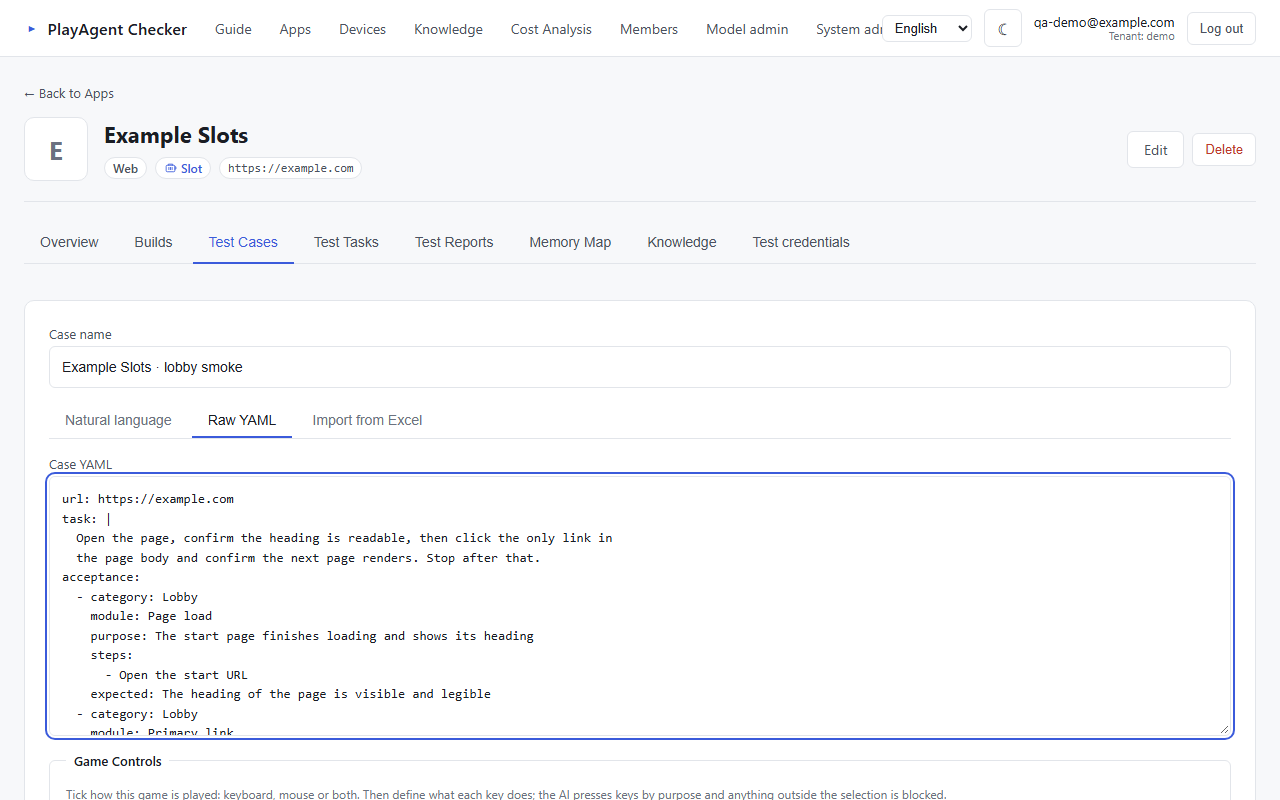 PlayAgent Checker
Guide
Apps
Devices
Knowledge
Cost Analysis
Members
Model admin
System adr
English
qa-demo@example.com
Tenant: demo
Log out
← Back to Apps
E
Example Slots
Web
Slot
https://example.com
Edit
Delete
Overview
Builds
Test Cases
Test Tasks
Test Reports
Memory Map
Knowledge
Test credentials
Case name
Example Slots · lobby smoke
Natural language
Raw YAML
Import from Excel
Case YAML
url: https://example.com
task: |
Open the page, confirm the heading is readable, then click the only link in
the page body and confirm the next page renders. Stop after that.
acceptance:
- category: Lobby
module: Page load
purpose: The start page finishes loading and shows its heading
steps:
- Open the start URL
expected: The heading of the page is visible and legible
- category: Lobby
module: Primary link
Game Controls
Tick how this game is played: keyboard, mouse or both. Then define what each key does; the AI presses keys by purpose and anything outside the selection is blocked.